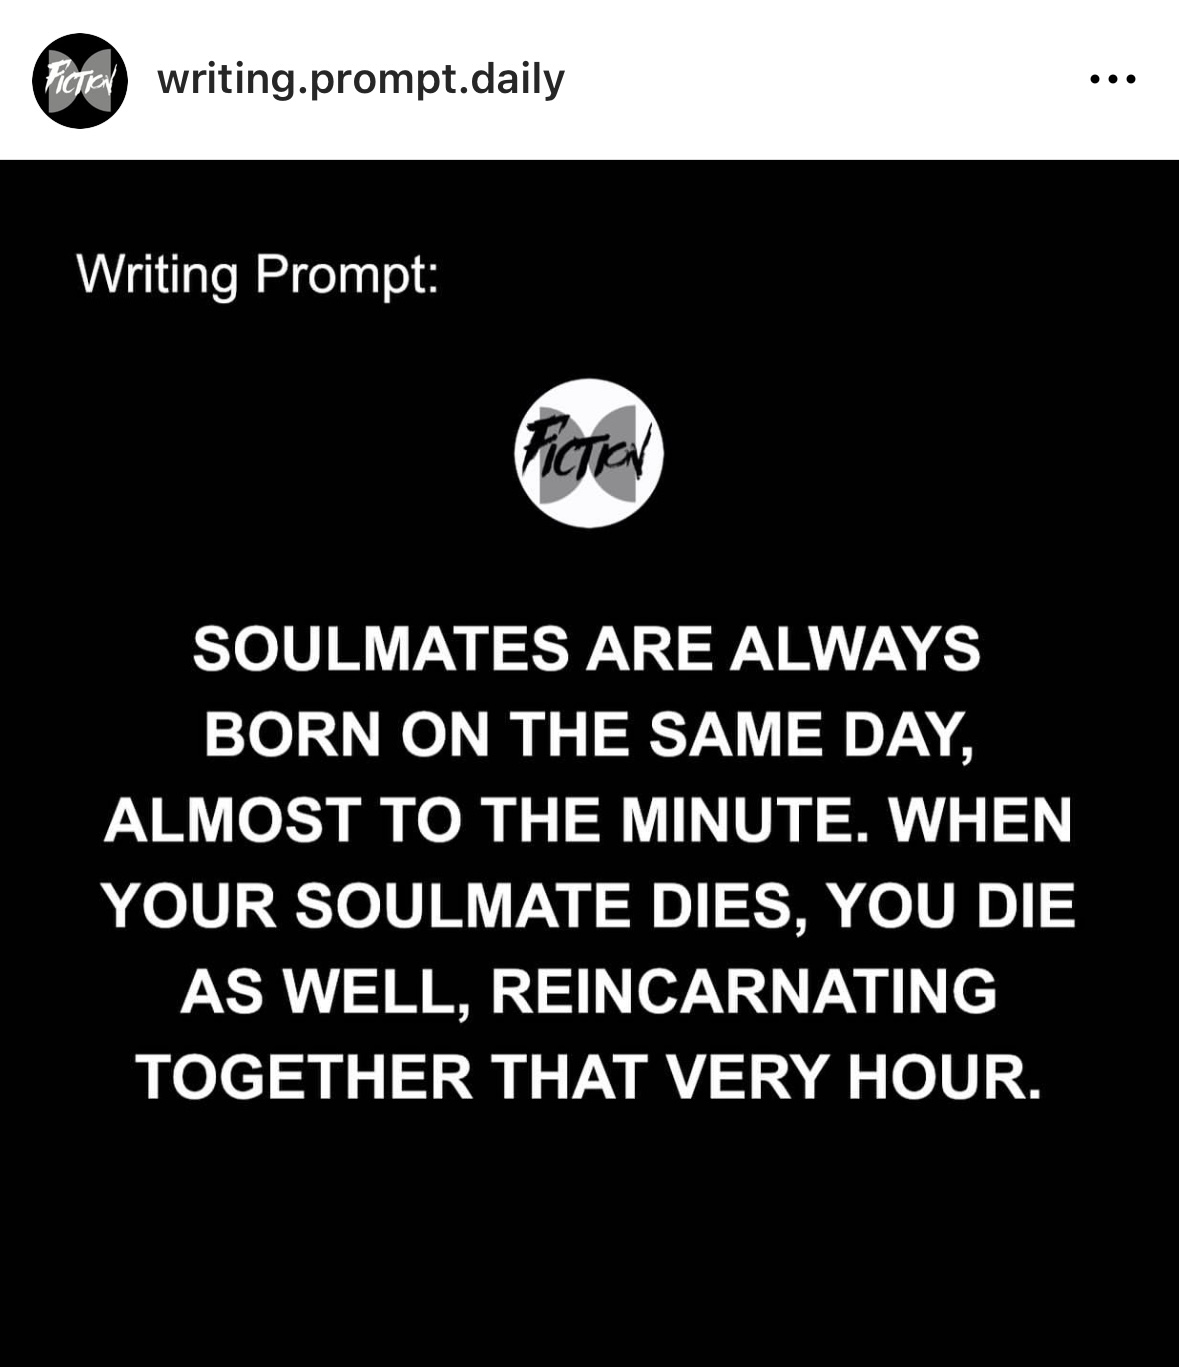 FICTION
writing.prompt.daily
Writing Prompt:
FICTION
SOULMATES ARE ALWAYS
BORN ON THE SAME DAY,
ALMOST TO THE MINUTE. WHEN
YOUR SOULMATE DIES, YOU DIE
AS WELL, REINCARNATING
TOGETHER THAT VERY HOUR.